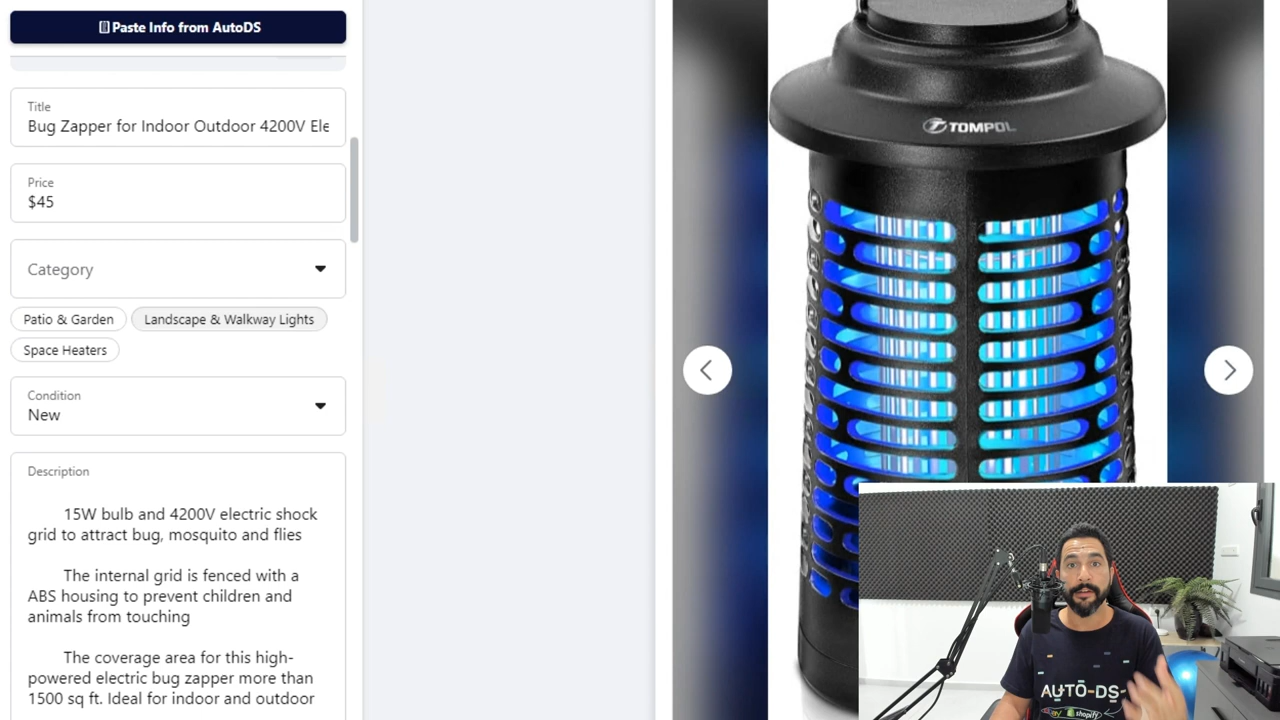 Paste Info from AutoDS
Title
Bug Zapper for Indoor Outdoor 4200V Ele
Price
$45
Category
Patio & Garden
Landscape & Walkway Lights
Space Heaters
Condition
New
Description
15W bulb and 4200V electric shock
grid to attract bug, mosquito and flies
The internal grid is fenced with a
ABS housing to prevent children and
animals from touching
The coverage area for this high-
powered electric bug zapper more than
1500 sq ft. Ideal for indoor and outdoor
TOMPOL
AUTO-DS
shopify